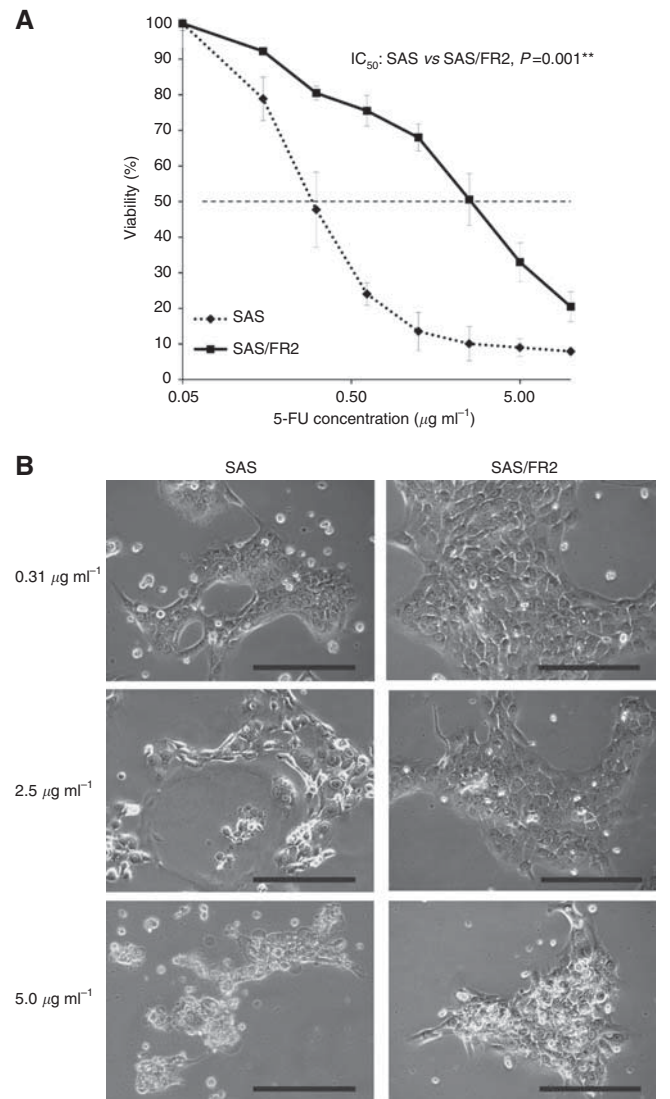 A
IC50: SAS vs SAS/FR2, P=0.001**
Viability (%)
100
90
80
70
60
50
40
30
20
10
0
SAS
SAS/FR2
0.05
0.50
5.00
5-FU concentration (μg ml−1)
B
SAS
SAS/FR2
0.31 μg ml−1
2.5 μg ml−1
5.0 μg ml−1